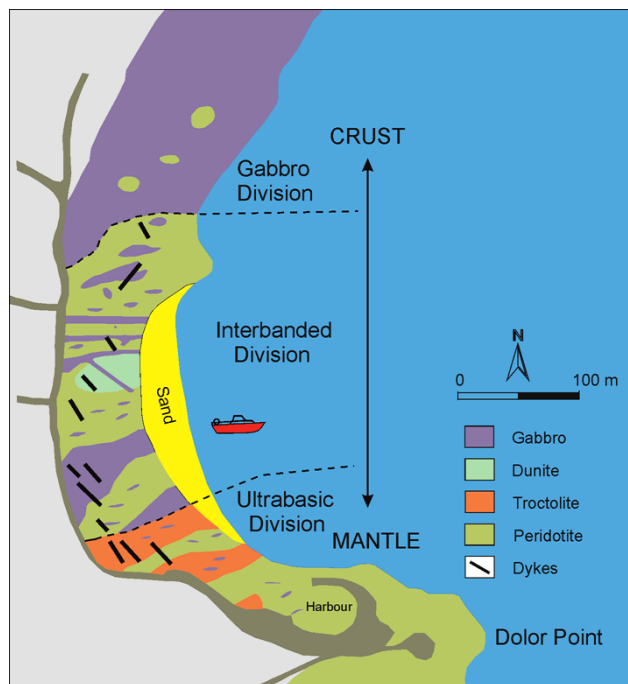 CRUST
Gabbro
Division
Interbanded
Division
Sand
Ultrabasic
Division
MANTLE
Harbour
Dolor Point
N
0 100 m
Gabbro
Dunite
Troctolite
Peridotite
Dykes